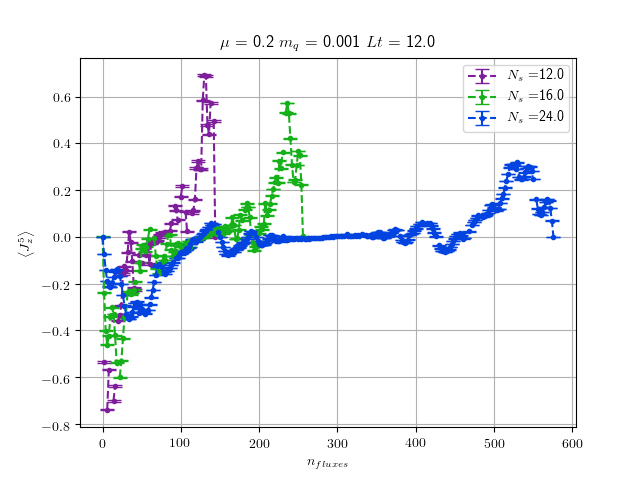 μ = 0.2 m_q = 0.001 Lt = 12.0
N_s =12.0
N_s =16.0
N_s =24.0
⟨J_z^5⟩
0.6
0.4
0.2
0.0
−0.2
−0.4
−0.6
−0.8
0 100 200 300 400 500 600
n_{fluxes}